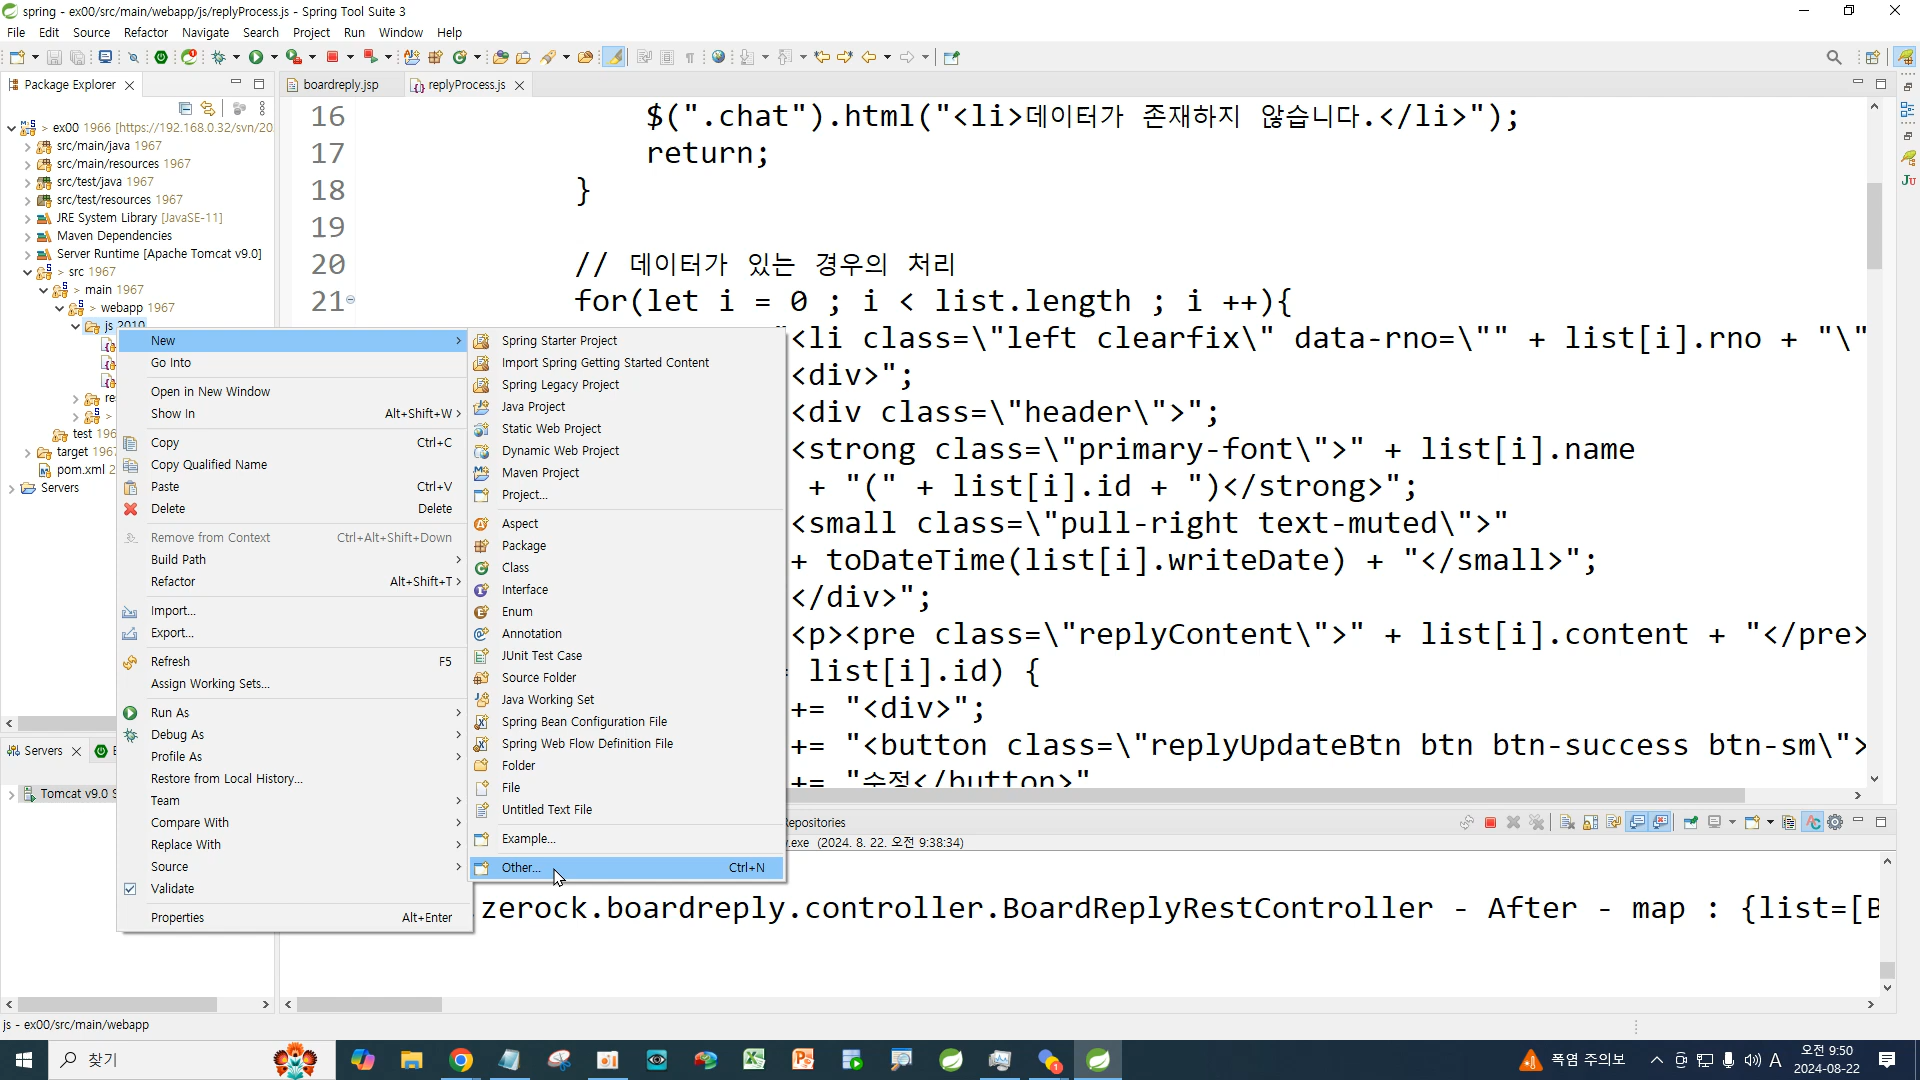 spring - ex00/src/main/webapp/js/replyProcess.js - Spring Tool Suite 3
File Edit Source Refactor Navigate Search Project Run Window Help
Package Explorer
boardreply.jsp
replyProcess.js
> ex00 1966 [https://192.168.0.32/svn/20
src/main/java 1967
src/main/resources 1967
src/test/java 1967
src/test/resources 1967
JRE System Library [JavaSE-11]
Maven Dependencies
Server Runtime [Apache Tomcat v9.0]
> src 1967
> main 1967
> webapp 1967
js 2010
re
>
test 196
target 1967
pom.xml 2
Servers
16 $(".chat").html("<li>데이터가 존재하지 않습니다.</li>");
17 return;
18 }
19
20 // 데이터가 있는 경우의 처리
21 for(let i = 0 ; i < list.length ; i ++){
"<li class=\"left clearfix\" data-rno=\"" + list[i].rno + "\"
<div>";
<div class=\"header\">";
<strong class=\"primary-font\">" + list[i].name
+ "(" + list[i].id + ")</strong>";
<small class=\"pull-right text-muted\">"
+ toDateTime(list[i].writeDate) + "</small>";
</div>";
<p><pre class=\"replyContent\">" + list[i].content + "</pre>
= list[i].id) {
+= "<div>";
+= "<button class=\"replyUpdateBtn btn btn-success btn-sm\">
+= "수정</button>"
New
Go Into
Open in New Window
Show In Alt+Shift+W
Copy Ctrl+C
Copy Qualified Name
Paste Ctrl+V
Delete Delete
Remove from Context Ctrl+Alt+Shift+Down
Build Path
Refactor Alt+Shift+T
Import...
Export...
Refresh F5
Assign Working Sets...
Run As
Debug As
Profile As
Restore from Local History...
Team
Compare With
Replace With
Source
Validate
Properties Alt+Enter
Spring Starter Project
Import Spring Getting Started Content
Spring Legacy Project
Java Project
Static Web Project
Dynamic Web Project
Maven Project
Project...
Aspect
Package
Class
Interface
Enum
Annotation
JUnit Test Case
Source Folder
Java Working Set
Spring Bean Configuration File
Spring Web Flow Definition File
Folder
File
Untitled Text File
Example...
Other... Ctrl+N
Servers
Tomcat v9.0 S
epositories
.exe (2024. 8. 22. 오전 9:38:34)
zerock.boardreply.controller.BoardReplyRestController - After - map : {list=[B
js - ex00/src/main/webapp
찾기
폭염 주의보
A
오전 9:50
2024-08-22